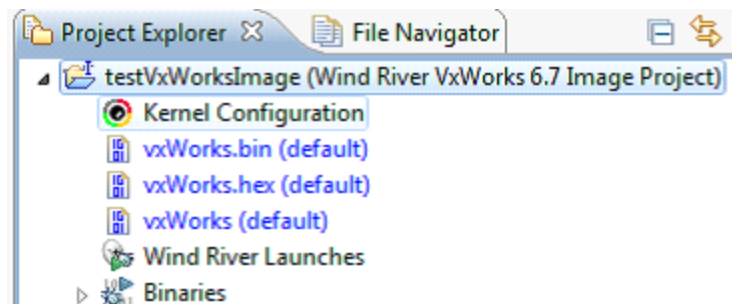 Project Explorer File Navigator
testVxWorksImage (Wind River VxWorks 6.7 Image Project)
Kernel Configuration
vxWorks.bin (default)
vxWorks.hex (default)
vxWorks (default)
Wind River Launches
Binaries